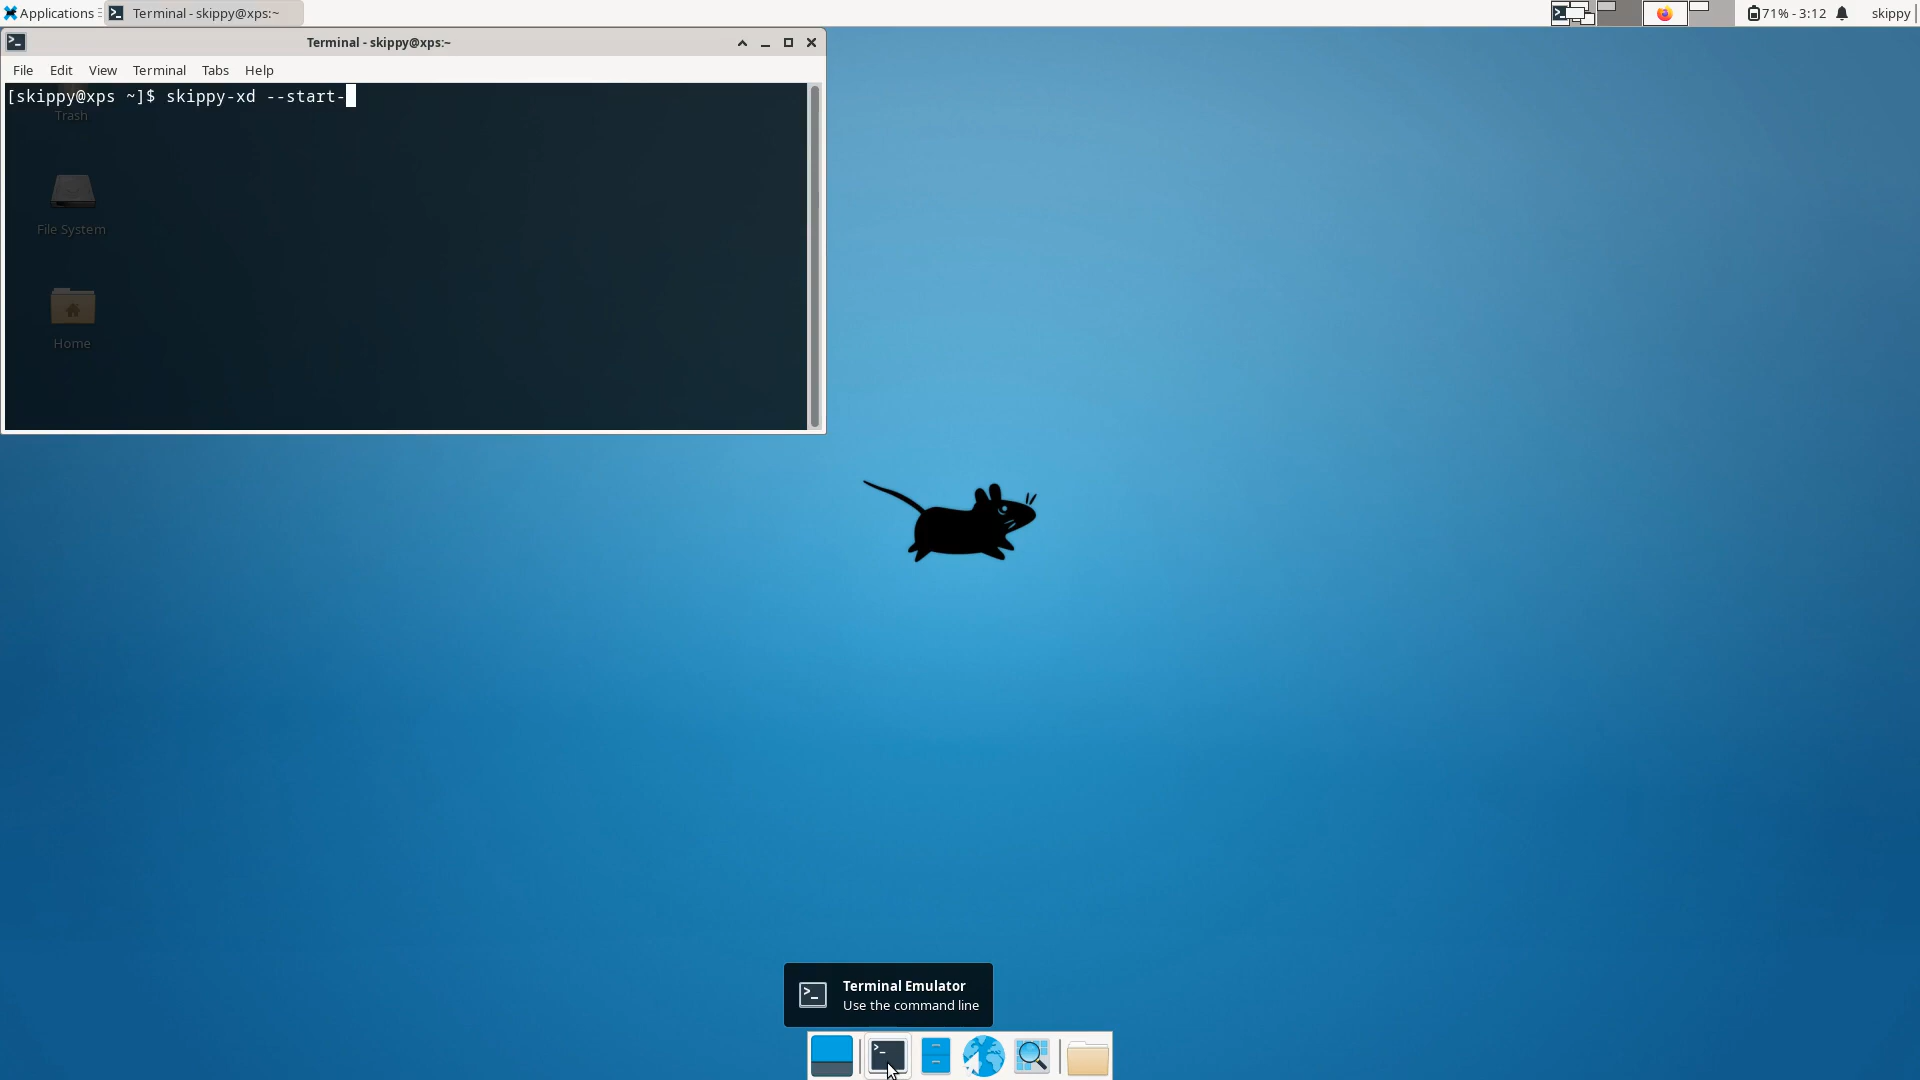 Applications
Terminal - skippy@xps:~
71% - 3:12
skippy
Terminal - skippy@xps:~
File Edit View Terminal Tabs Help
[skippy@xps ~]$ skippy-xd --start-
Trash
File System
Home
Terminal Emulator
Use the command line